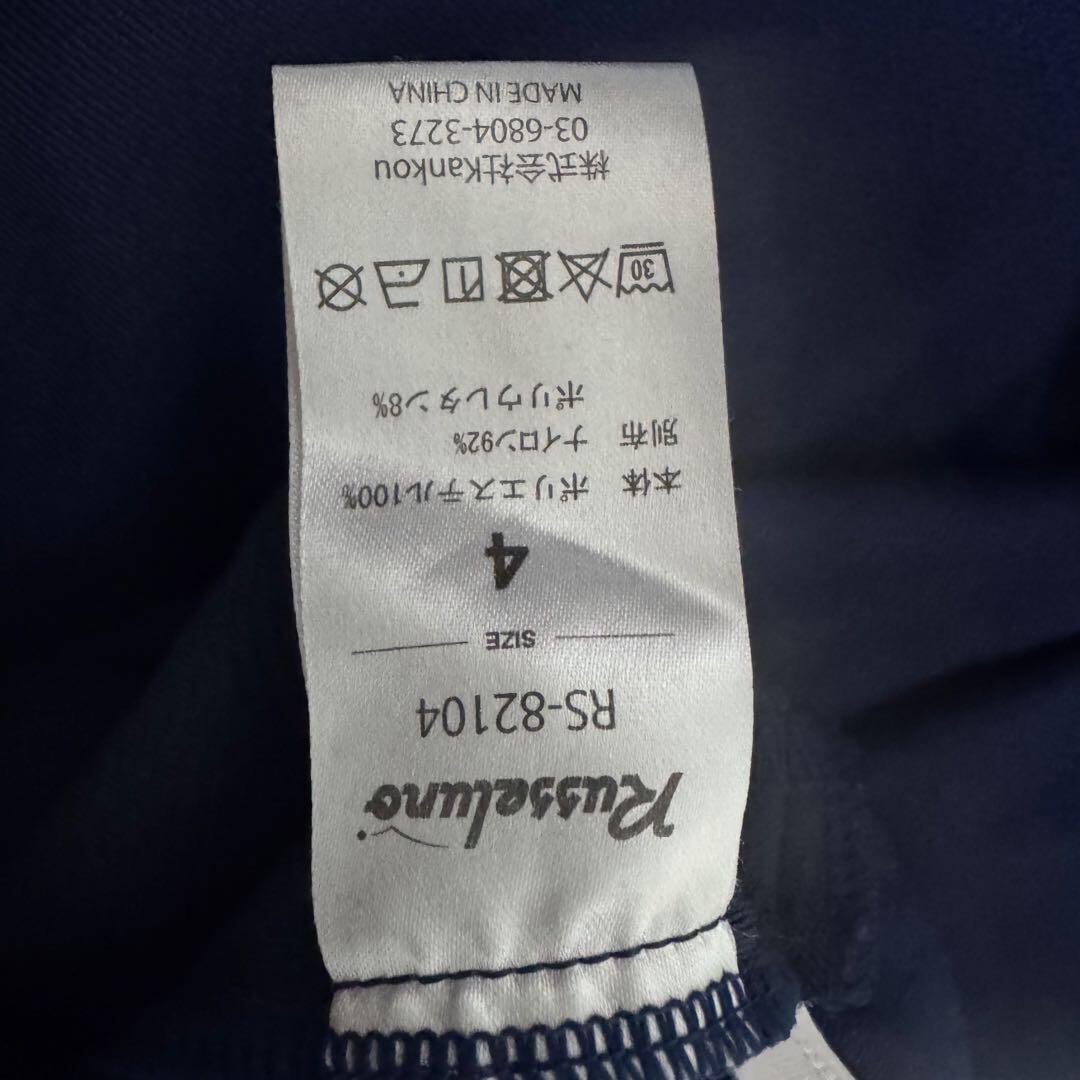 Russeluno
RS-82104
SIZE
4
本体 ポリエステル100%
別布 ナイロン92%
ポリウレタン8%
30
株式会社Kankou
03-6804-3273
MADE IN CHINA